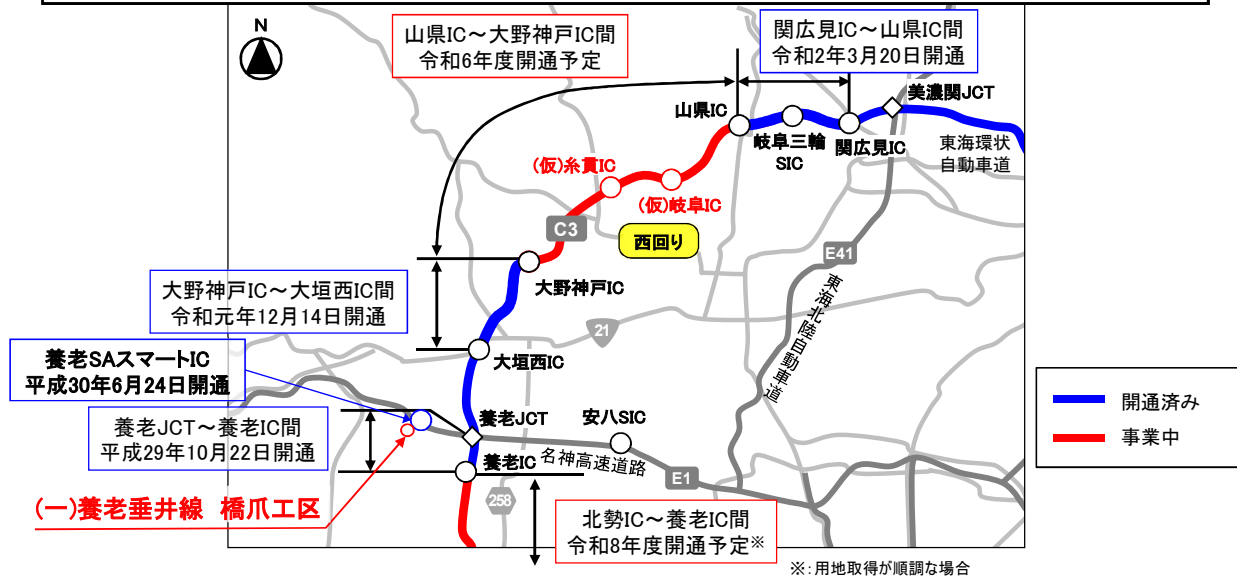 N
山県IC～大野神戸IC間
令和6年度開通予定
関広見IC～山県IC間
令和2年3月20日開通
美濃関JCT
山県IC
岐阜三輪
SIC
関広見IC
東海環状
自動車道
(仮)糸貫IC
(仮)岐阜IC
C3
西回り
E41
大野神戸IC
東海北陸自動車道
大野神戸IC～大垣西IC間
令和元年12月14日開通
21
大垣西IC
養老SAスマートIC
平成30年6月24日開通
開通済み
事業中
養老JCT～養老IC間
平成29年10月22日開通
養老JCT
安八SIC
名神高速道路
養老IC
E1
258
(一)養老垂井線 橋爪工区
北勢IC～養老IC間
令和8年度開通予定※
※：用地取得が順調な場合